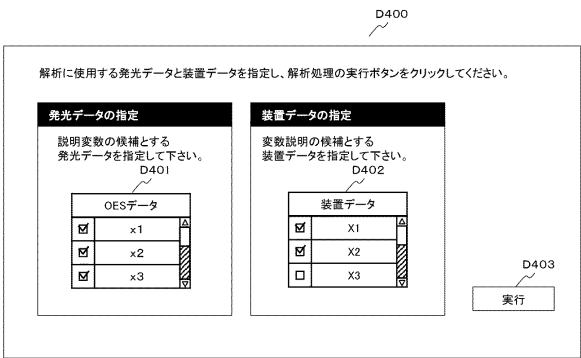 D400
解析に使用する発光データと装置データを指定し、解析処理の実行ボタンをクリックしてください。
発光データの指定
説明変数の候補とする
発光データを指定して下さい。
D401
OESデータ
x1
x2
x3
装置データの指定
変数説明の候補とする
装置データを指定して下さい。
D402
装置データ
X1
X2
X3
D403
実行